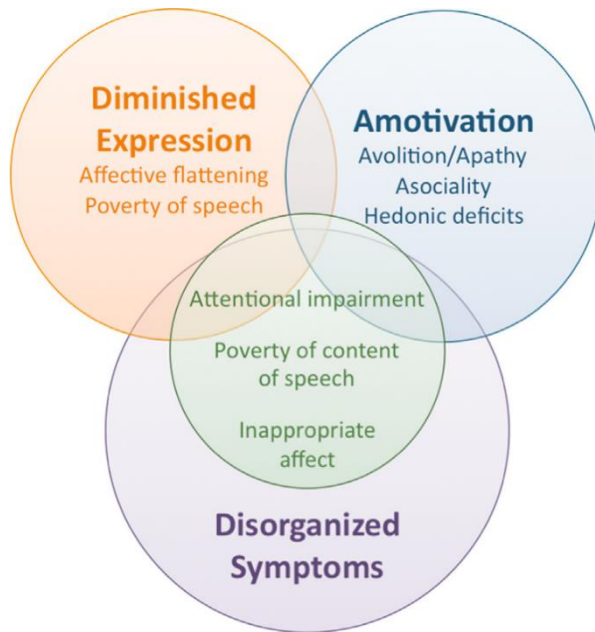 Diminished
Expression
Affective flattening
Poverty of speech
Amotivation
Avolition/Apathy
Asociality
Hedonic deficits
Attentional impairment
Poverty of content
of speech
Inappropriate
affect
Disorganized
Symptoms